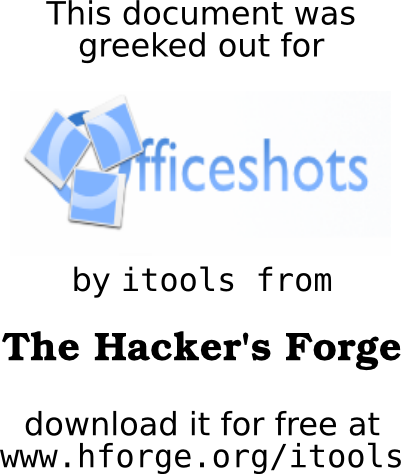 This document was
greeked out for
Officeshots
by itools from
The Hacker's Forge
download it for free at
www.hforge.org/itools